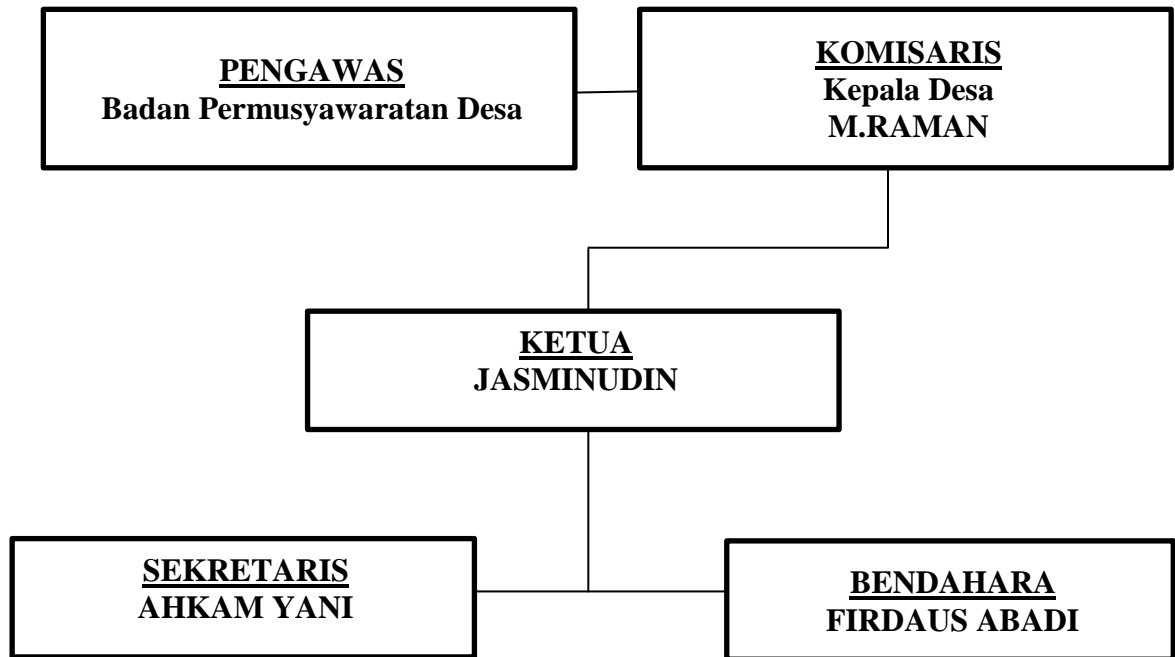 PENGAWAS
Badan Permusyawaratan Desa
KOMISARIS
Kepala Desa
M.RAMAN
KETUA
JASMINUDIN
SEKRETARIS
AHKAM YANI
BENDAHARA
FIRDAUS ABADI